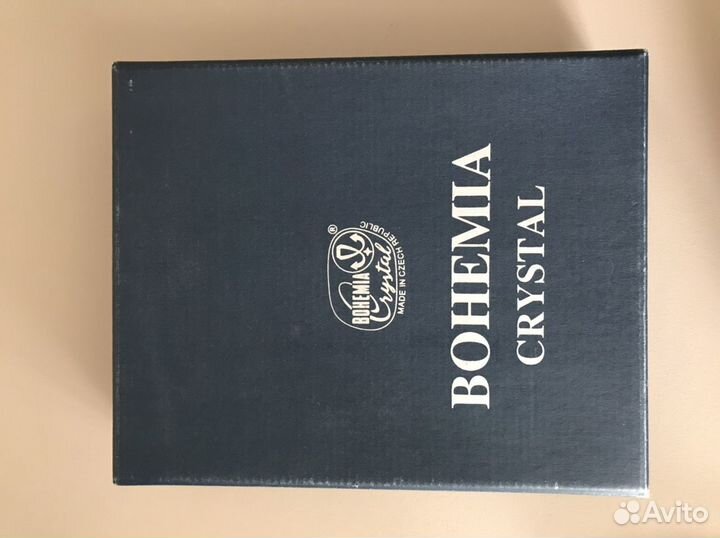 BOHEMIA
Crystal
MADE IN CZECH REPUBLIC
®
BOHEMIA
CRYSTAL
Avito